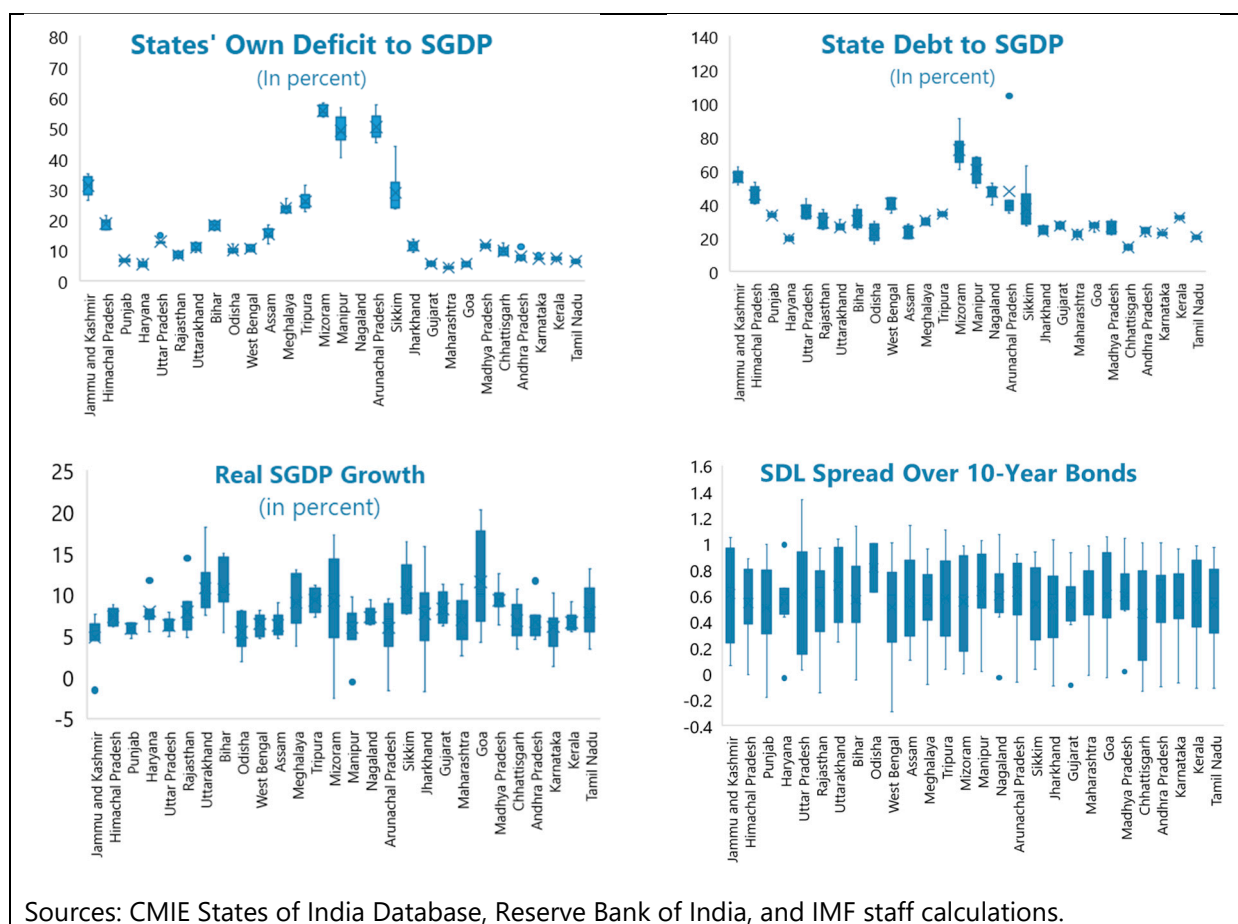 States' Own Deficit to SGDP
(In percent)
80
70
60
50
40
30
20
10
0
Jammu and Kashmir
Himachal Pradesh
Punjab
Haryana
Uttar Pradesh
Rajasthan
Uttarakhand
Bihar
Odisha
West Bengal
Assam
Meghalaya
Tripura
Mizoram
Manipur
Nagaland
Arunachal Pradesh
Sikkim
Jharkhand
Gujarat
Maharashtra
Goa
Madhya Pradesh
Chhattisgarh
Andhra Pradesh
Karnataka
Kerala
Tamil Nadu
State Debt to SGDP
(In percent)
140
120
100
80
60
40
20
0
Jammu and Kashmir
Himachal Pradesh
Punjab
Haryana
Uttar Pradesh
Rajasthan
Uttarakhand
Bihar
Odisha
West Bengal
Assam
Meghalaya
Tripura
Mizoram
Manipur
Nagaland
Arunachal Pradesh
Sikkim
Jharkhand
Gujarat
Maharashtra
Goa
Madhya Pradesh
Chhattisgarh
Andhra Pradesh
Karnataka
Kerala
Tamil Nadu
Real SGDP Growth
(in percent)
25
20
15
10
5
0
-5
Jammu and Kashmir
Himachal Pradesh
Punjab
Haryana
Uttar Pradesh
Rajasthan
Uttarakhand
Bihar
Odisha
West Bengal
Assam
Meghalaya
Tripura
Mizoram
Manipur
Nagaland
Arunachal Pradesh
Sikkim
Jharkhand
Gujarat
Maharashtra
Goa
Madhya Pradesh
Chhattisgarh
Andhra Pradesh
Karnataka
Kerala
Tamil Nadu
SDL Spread Over 10-Year Bonds
1.6
1.4
1.2
1
0.8
0.6
0.4
0.2
0
-0.2
-0.4
Jammu and Kashmir
Himachal Pradesh
Punjab
Haryana
Uttar Pradesh
Rajasthan
Uttarakhand
Bihar
Odisha
West Bengal
Assam
Meghalaya
Tripura
Mizoram
Manipur
Nagaland
Arunachal Pradesh
Sikkim
Jharkhand
Gujarat
Maharashtra
Goa
Madhya Pradesh
Chhattisgarh
Andhra Pradesh
Karnataka
Kerala
Tamil Nadu
Sources: CMIE States of India Database, Reserve Bank of India, and IMF staff calculations.